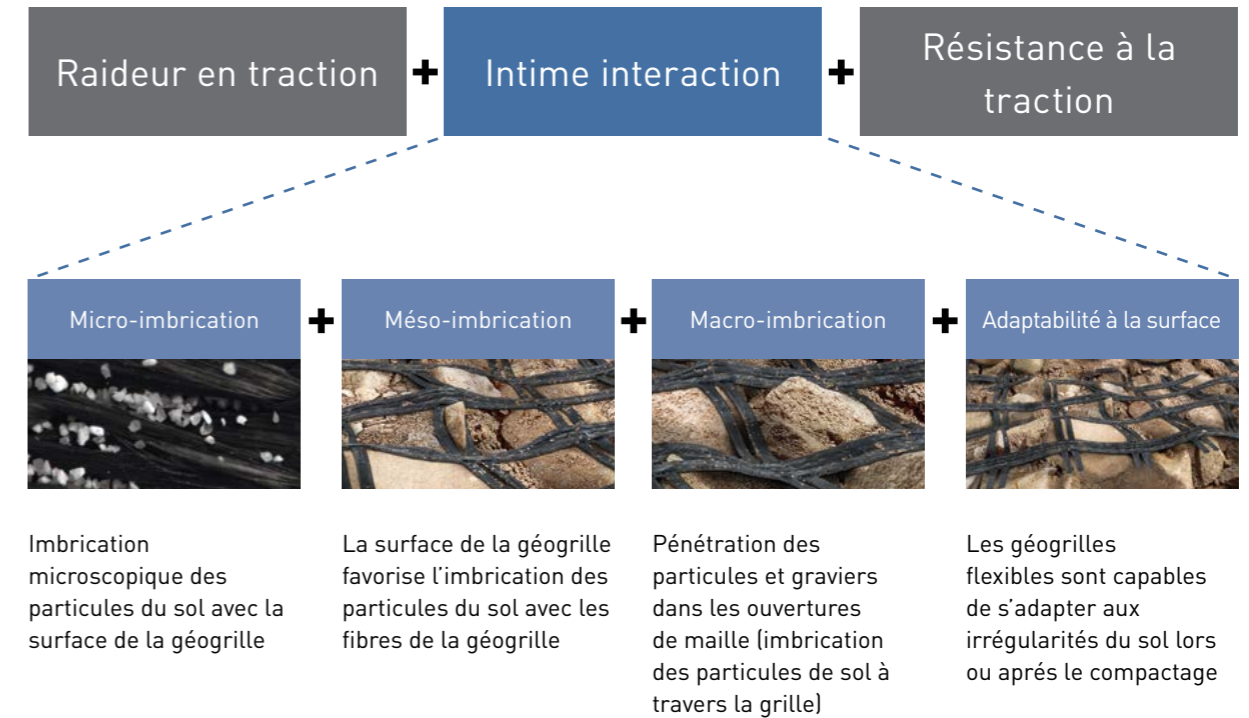 Raideur en traction
+
Intime interaction
+
Résistance à la
traction
Micro-imbrication
+
Méso-imbrication
+
Macro-imbrication
+
Adaptabilité à la surface
Imbrication
microscopique des
particules du sol avec la
surface de la géogrille
La surface de la géogrille
favorise l’imbrication des
particules du sol avec les
fibres de la géogrille
Pénétration des
particules et graviers
dans les ouvertures
de maille (imbrication
des particules de sol à
travers la grille)
Les géogrilles
flexibles sont capables
de s’adapter aux
irrégularités du sol lors
ou aprés le compactage